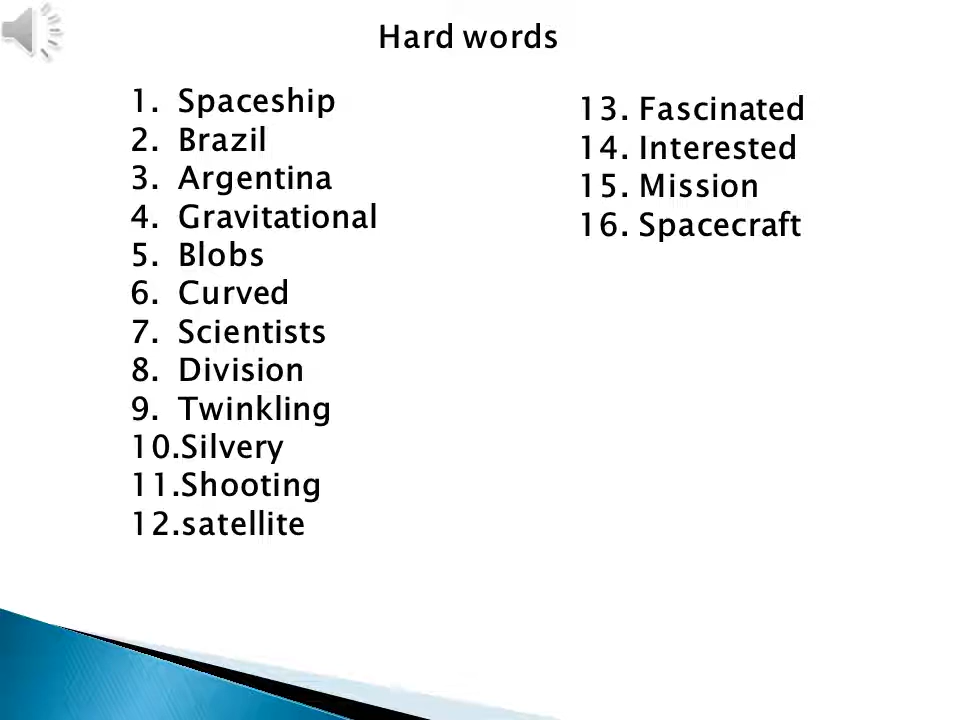 Hard words
1. Spaceship
2. Brazil
3. Argentina
4. Gravitational
5. Blobs
6. Curved
7. Scientists
8. Division
9. Twinkling
10.Silvery
11.Shooting
12.satellite
13. Fascinated
14. Interested
15. Mission
16. Spacecraft